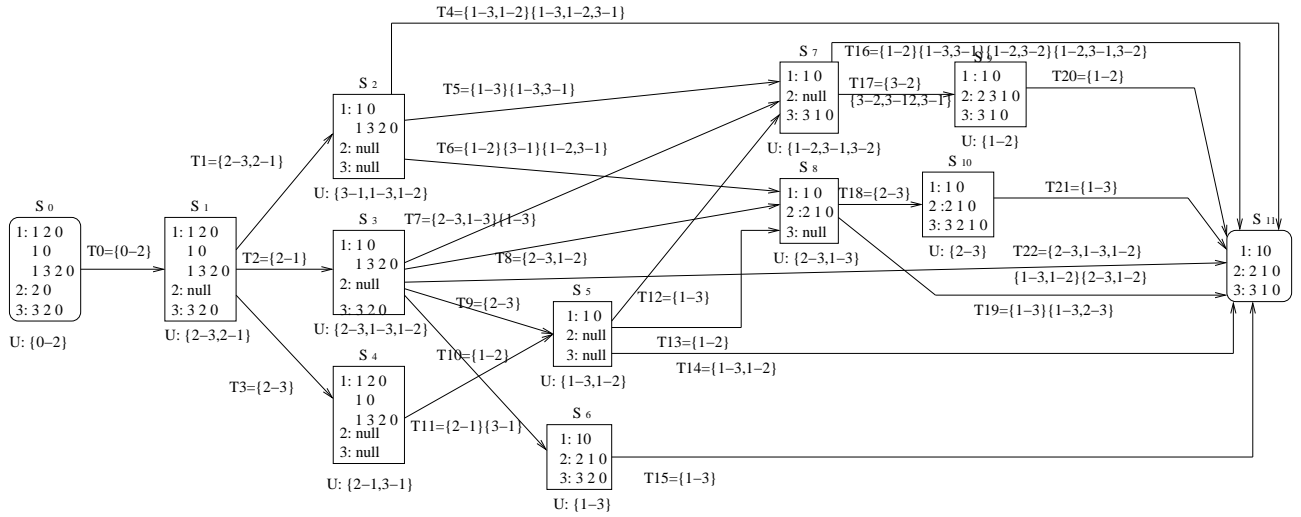 T4={1−3,1−2}{1−3,1−2,3−1}
S 0
1: 1 2 0
1 0
1 3 2 0
2: 2 0
3: 3 2 0
U: {0−2}
T0={0−2}
S 1
1: 1 2 0
1 0
1 3 2 0
2: null
3: 3 2 0
U: {2−3,2−1}
T1={2−3,2−1}
T2={2−1}
T3={2−3}
S 2
1: 1 0
1 3 2 0
2: null
3: null
U: {3−1,1−3,1−2}
S 3
1: 1 0
1 3 2 0
2: null
3: 3 2 0
U: {2−3,1−3,1−2}
S 4
1: 1 2 0
1 0
1 3 2 0
2: null
3: null
U: {2−1,3−1}
T5={1−3}{1−3,3−1}
T6={1−2}{3−1}{1−2,3−1}
T7={2−3,1−3}{1−3}
T8={2−3,1−2}
T9={2−3}
T10={1−2}
T11={2−1}{3−1}
S 5
1: 1 0
2: null
3: null
U: {1−3,1−2}
S 6
1: 10
2: 2 1 0
3: 3 2 0
U: {1−3}
T12={1−3}
T13={1−2}
T14={1−3,1−2}
T15={1−3}
S 7
1: 1 0
2: null
3: 3 1 0
U: {1−2,3−1,3−2}
S 8
1: 1 0
2 :2 1 0
3: null
U: {2−3,1−3}
T16={1−2}{1−3,3−1}{1−2,3−2}{1−2,3−1,3−2}
T17={3−2}
{3−2,3−12,3−1}
T18={2−3}
T19={1−3}{1−3,2−3}
S 9
1 : 1 0
2: 2 3 1 0
3: 3 1 0
U: {1−2}
S 10
1: 1 0
2 :2 1 0
3: 3 2 1 0
U: {2−3}
T20={1−2}
T21={1−3}
T22={2−3,1−3,1−2}
{1−3,1−2}{2−3,1−2}
S 11
1: 10
2: 2 1 0
3: 3 1 0